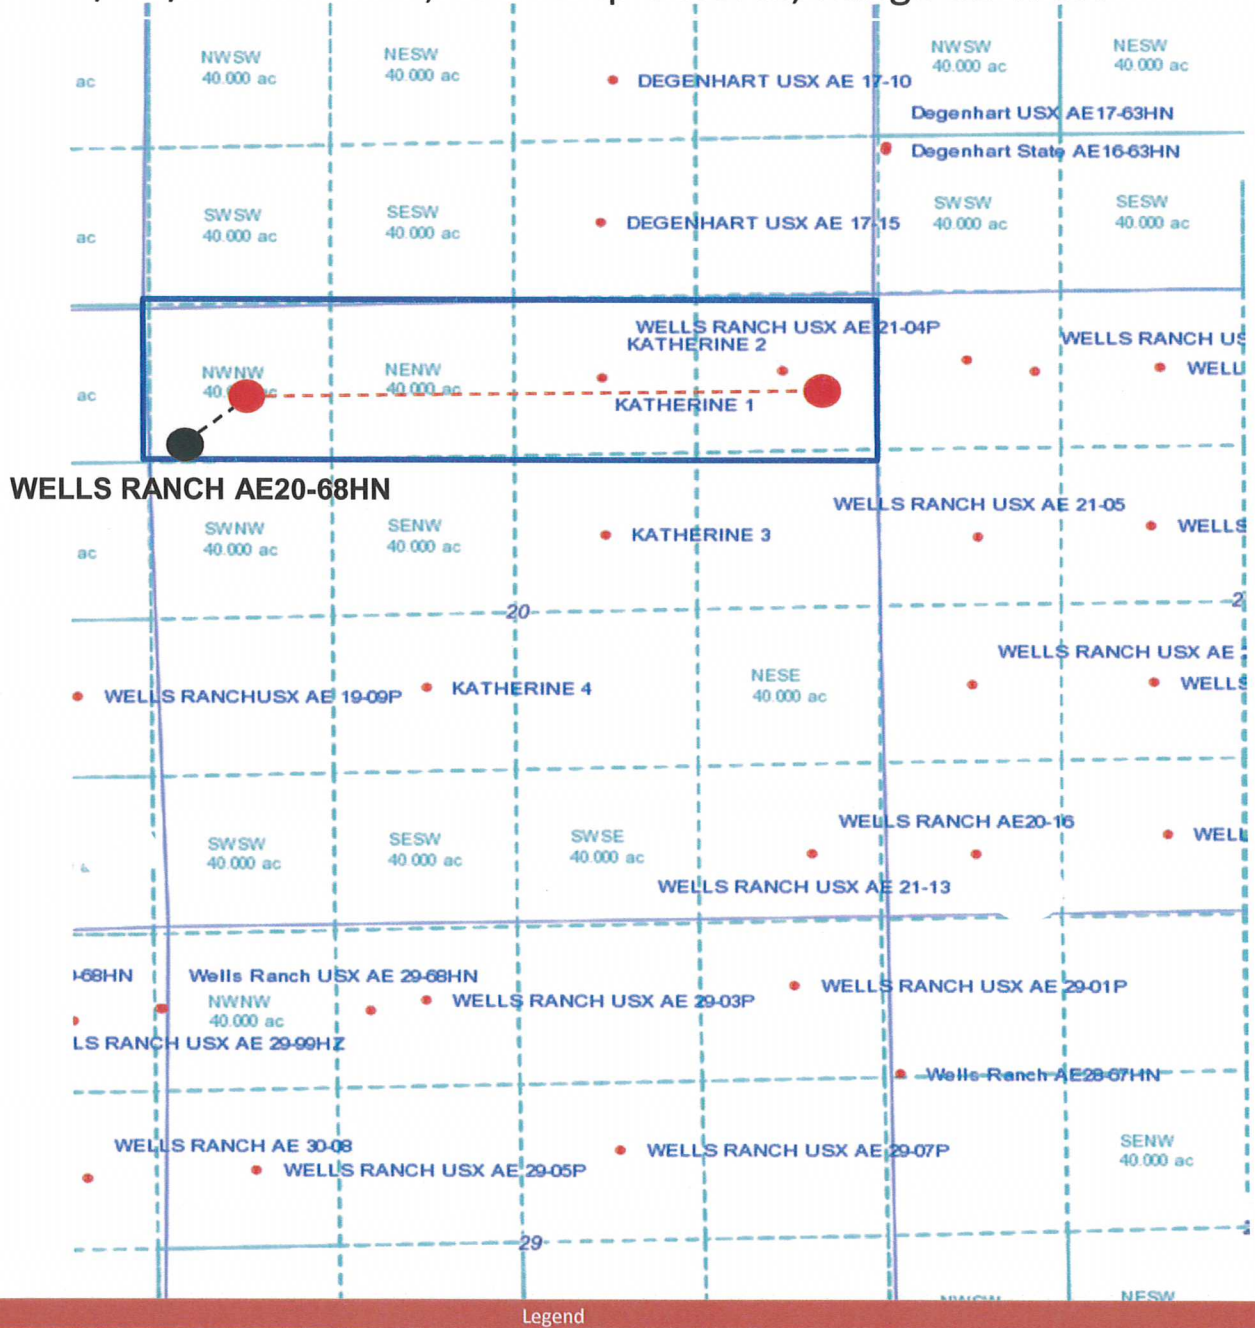 NWSW
40.000 ac
NESW
40.000 ac
NWSW
40.000 ac
NESW
40.000 ac
ac
DEGENHART USX AE 17-10
Degenhart USX AE17-63HN
Degenhart State AE16-63HN
SWSW
40.000 ac
SESW
40.000 ac
DEGENHART USX AE 17-15
SWSW
40.000 ac
SESW
40.000 ac
ac
WELLS RANCH USX AE 21-04P
KATHERINE 2
WELLS RANCH US
WELL
NWNW
40. ac
NENW
40.000 ac
ac
KATHERINE 1
WELLS RANCH AE20-68HN
WELLS RANCH USX AE 21-05
WELLS
SWNW
40.000 ac
SENW
40.000 ac
KATHERINE 3
ac
20
2
WELLS RANCH USX AE
WELLS
WELLS RANCHUSX AE 19-09P
KATHERINE 4
NESE
40.000 ac
WELLS RANCH AE20-16
WELL
SWSW
40.000 ac
SESW
40.000 ac
SWSE
40.000 ac
WELLS RANCH USX AE 21-13
-68HN
Wells Ranch USX AE 29-68HN
NWNW
40.000 ac
WELLS RANCH USX AE 29-03P
WELLS RANCH USX AE 29-01P
LS RANCH USX AE 29-99HZ
Wells Ranch AE28-67HN
WELLS RANCH AE 30-08
WELLS RANCH USX AE 29-05P
WELLS RANCH USX AE 29-07P
SENW
40.000 ac
29
NWSW
NESW
Legend